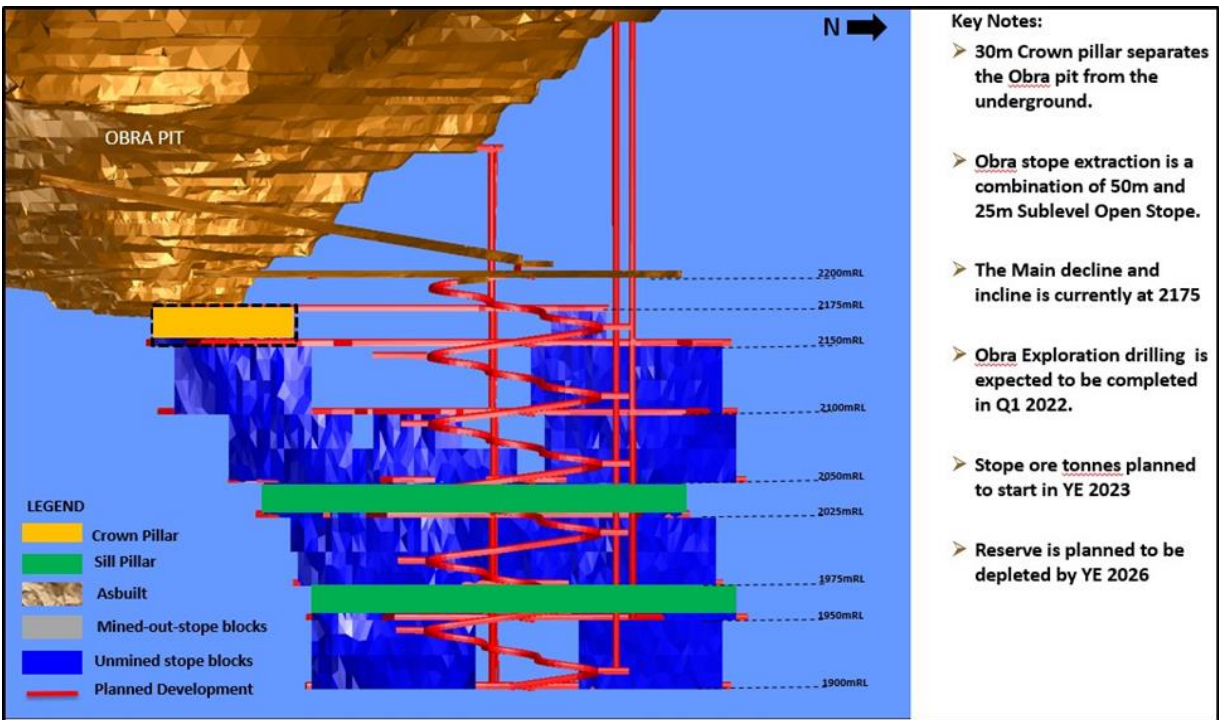 N
OBRA PIT
2200mRL
2175mRL
2150mRL
2100mRL
2050mRL
2025mRL
1975mRL
1950mRL
1900mRL
LEGEND
Crown Pillar
Sill Pillar
Asbuilt
Mined-out-stope blocks
Unmined stope blocks
Planned Development
Key Notes:
30m Crown pillar separates
the Obra pit from the
underground.
Obra stope extraction is a
combination of 50m and
25m Sublevel Open Stope.
The Main decline and
incline is currently at 2175
Obra Exploration drilling is
expected to be completed
in Q1 2022.
Stope ore tonnes planned
to start in YE 2023
Reserve is planned to be
depleted by YE 2026